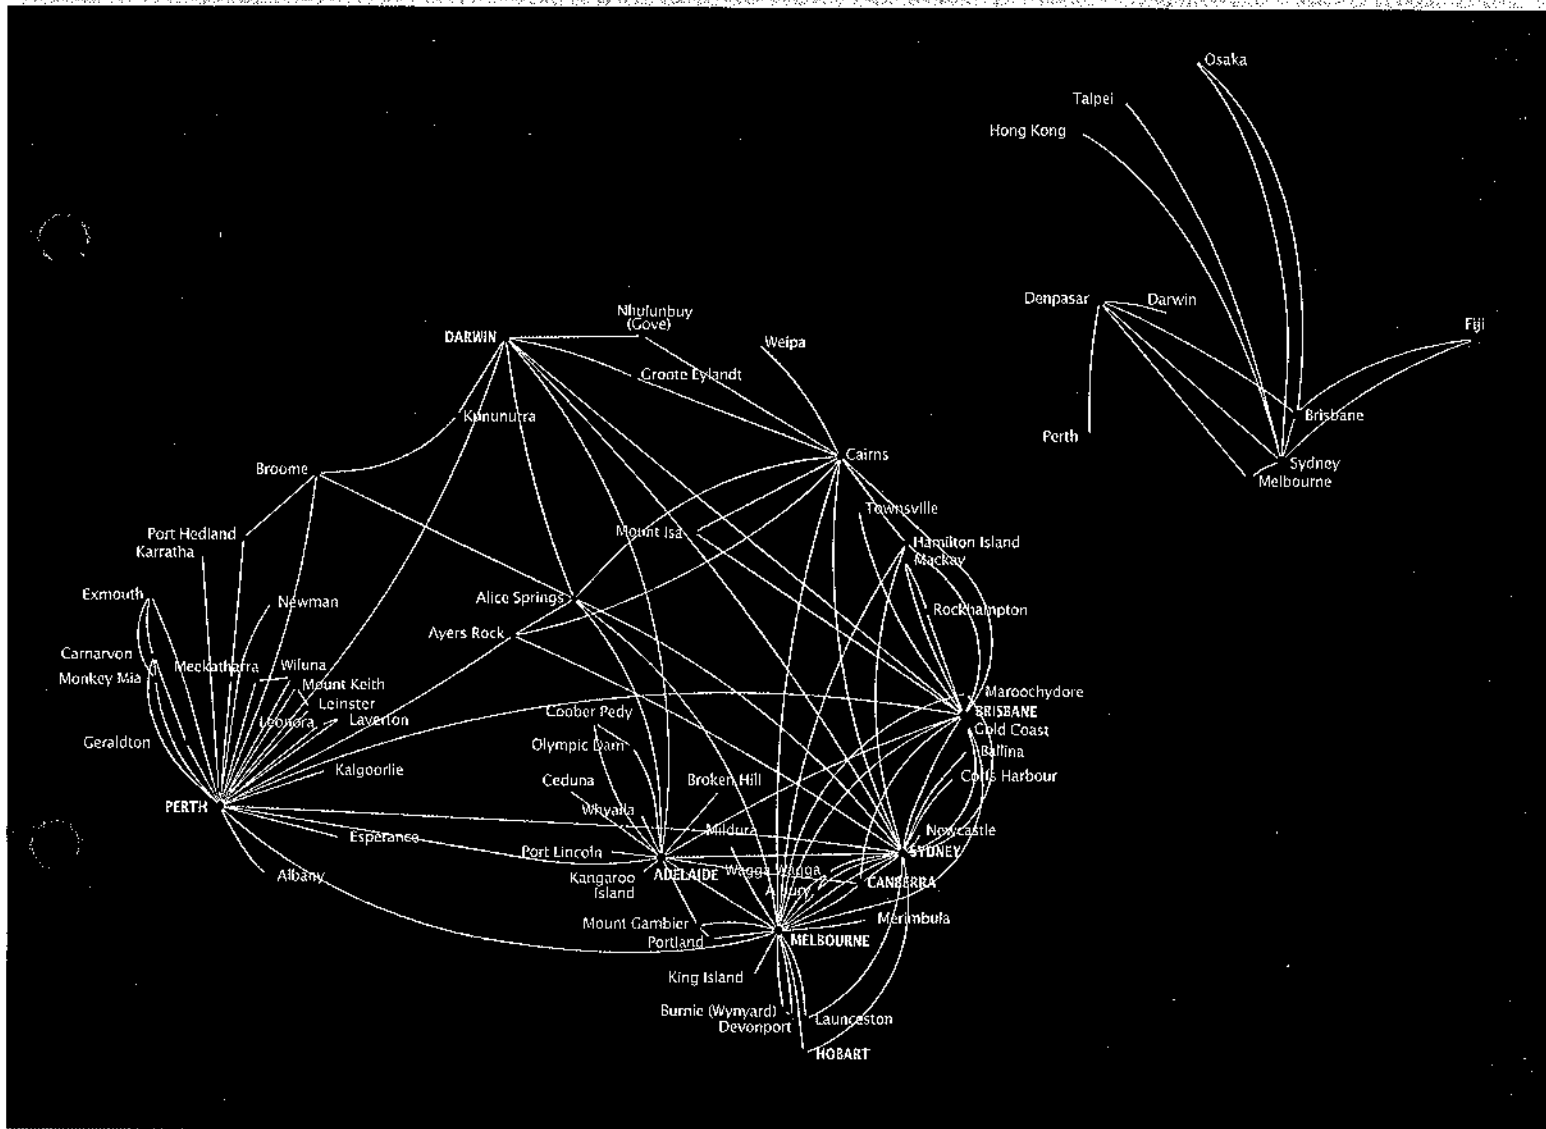 Osaka
Taipei
Hong Kong
Denpasar
Darwin
Fiji
Brisbane
Perth
Sydney
Melbourne
Nhulunbuy
(Gove)
DARWIN
Weipa
Groote Eylandt
Kununurra
Cairns
Broome
Townsville
Port Hedland
Mount Isa
Hamilton Island
Karratha
Mackay
Exmouth
Newman
Alice Springs
Rockhampton
Ayers Rock
Carnarvon
Meekatharra
Wiluna
Monkey Mia
Mount Keith
Maroochydore
Leinster
Coober Pedy
BRISBANE
Leonora
Laverton
Gold Coast
Geraldton
Olympic Dam
Ballina
Kalgoorlie
Ceduna
Broken Hill
Coffs Harbour
PERTH
Whyalla
Esperance
Mildura
Newcastle
Port Lincoln
SYDNEY
Albany
Kangaroo
Island
ADELAIDE
Wagga Wagga
CANBERRA
Albury
Mount Gambier
Merimbula
Portland
MELBOURNE
King Island
Burnie (Wynyard)
Devonport
Launceston
HOBART